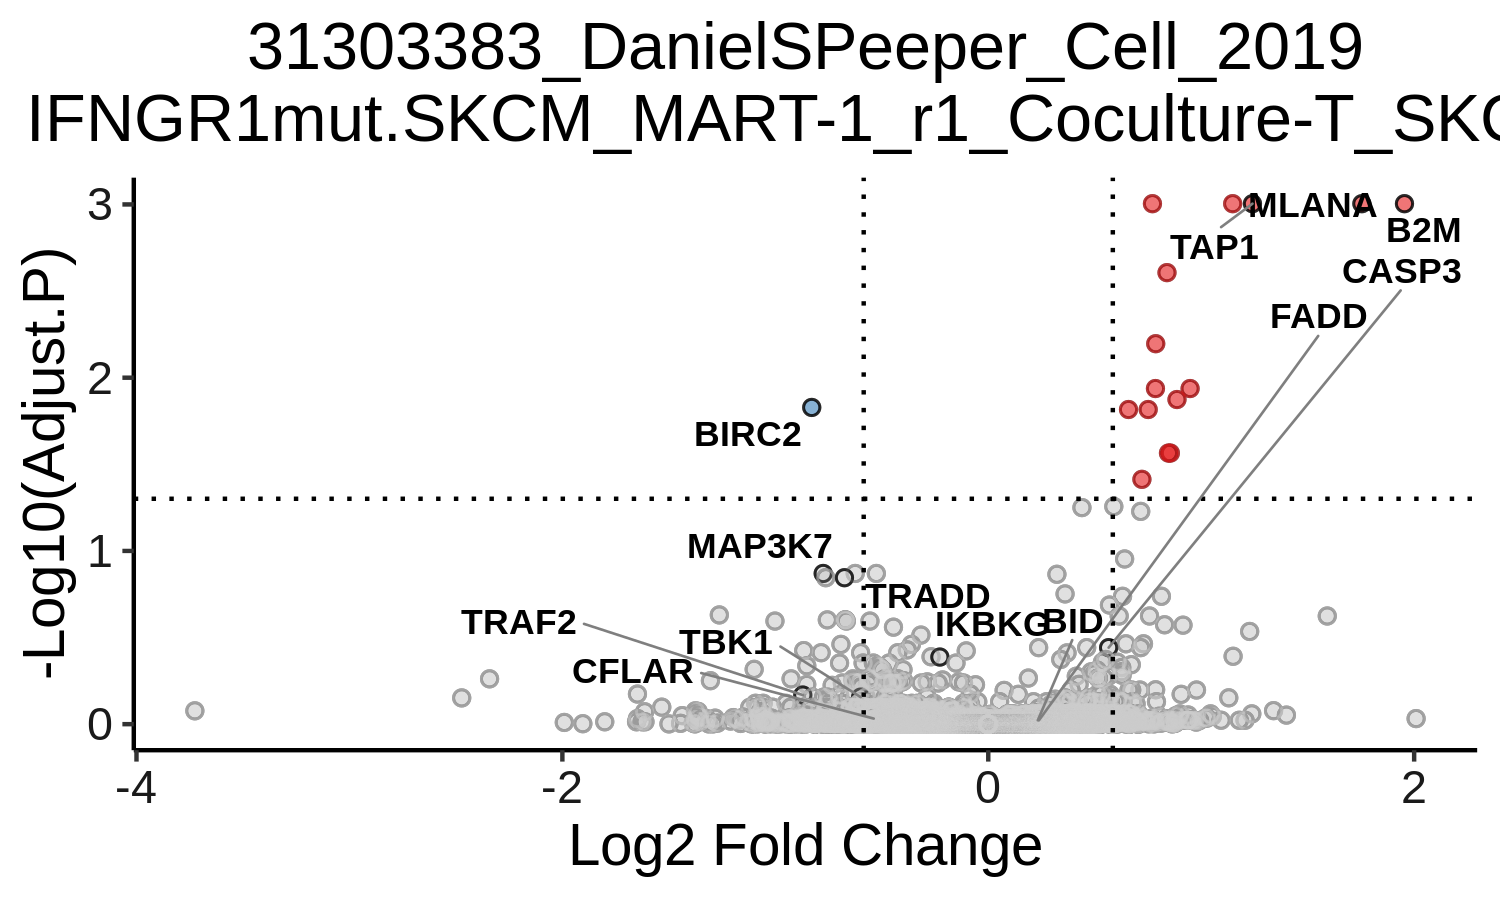 31303383_DanielSPeeper_Cell_2019
IFNGR1mut.SKCM_MART-1_r1_Coculture-T_SKC
3
2
1
0
-Log10(Adjust.P)
MLANA
B2M
TAP1
CASP3
FADD
BIRC2
MAP3K7
TRADD
TRAF2
IKBKG
BID
TBK1
CFLAR
-4
-2
0
2
Log2 Fold Change